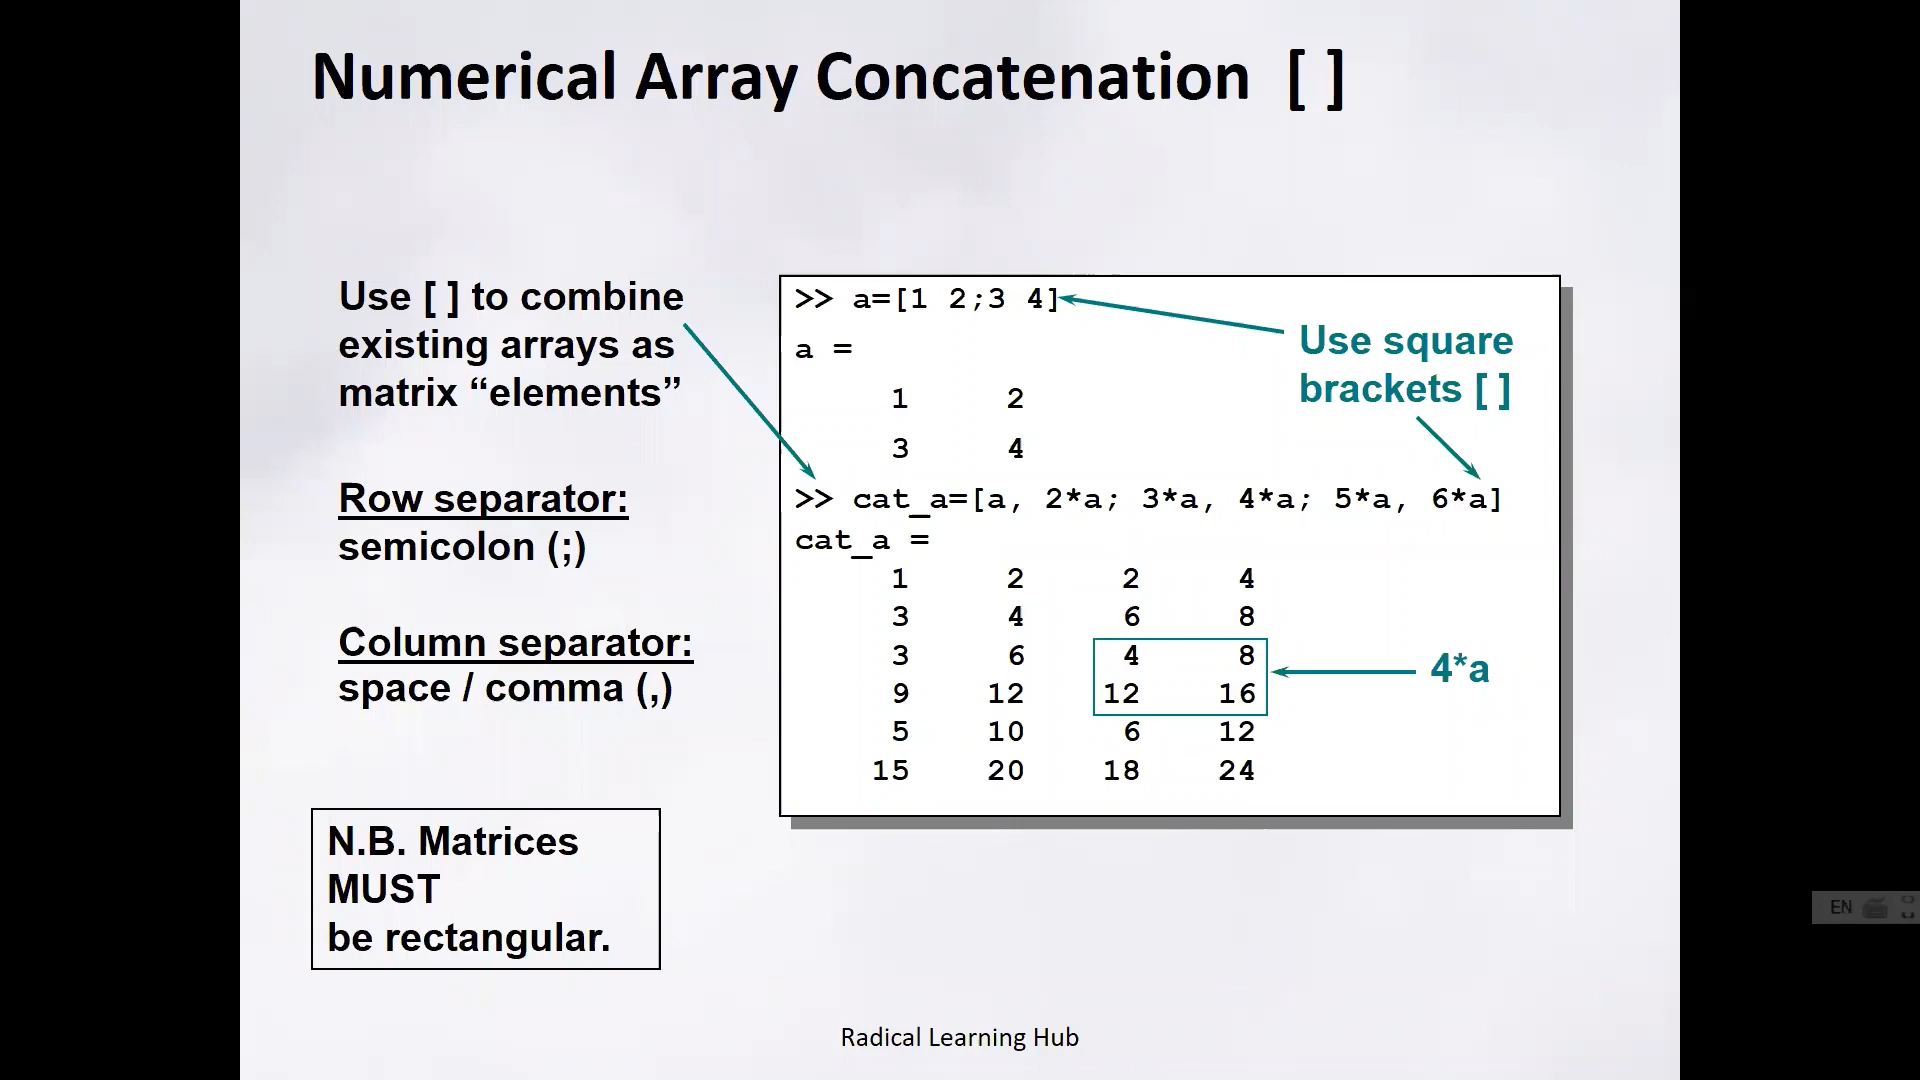 Numerical Array Concatenation [ ]
Use [ ] to combine
existing arrays as
matrix “elements”
Row separator:
semicolon (;)
Column separator:
space / comma (,)
N.B. Matrices
MUST
be rectangular.
>> a=[1 2;3 4]
a =
1 2
3 4
>> cat_a=[a, 2*a; 3*a, 4*a; 5*a, 6*a]
cat_a =
1 2 2 4
3 4 6 8
3 6 4 8
9 12 12 16
5 10 6 12
15 20 18 24
Use square
brackets [ ]
4*a
Radical Learning Hub
EN